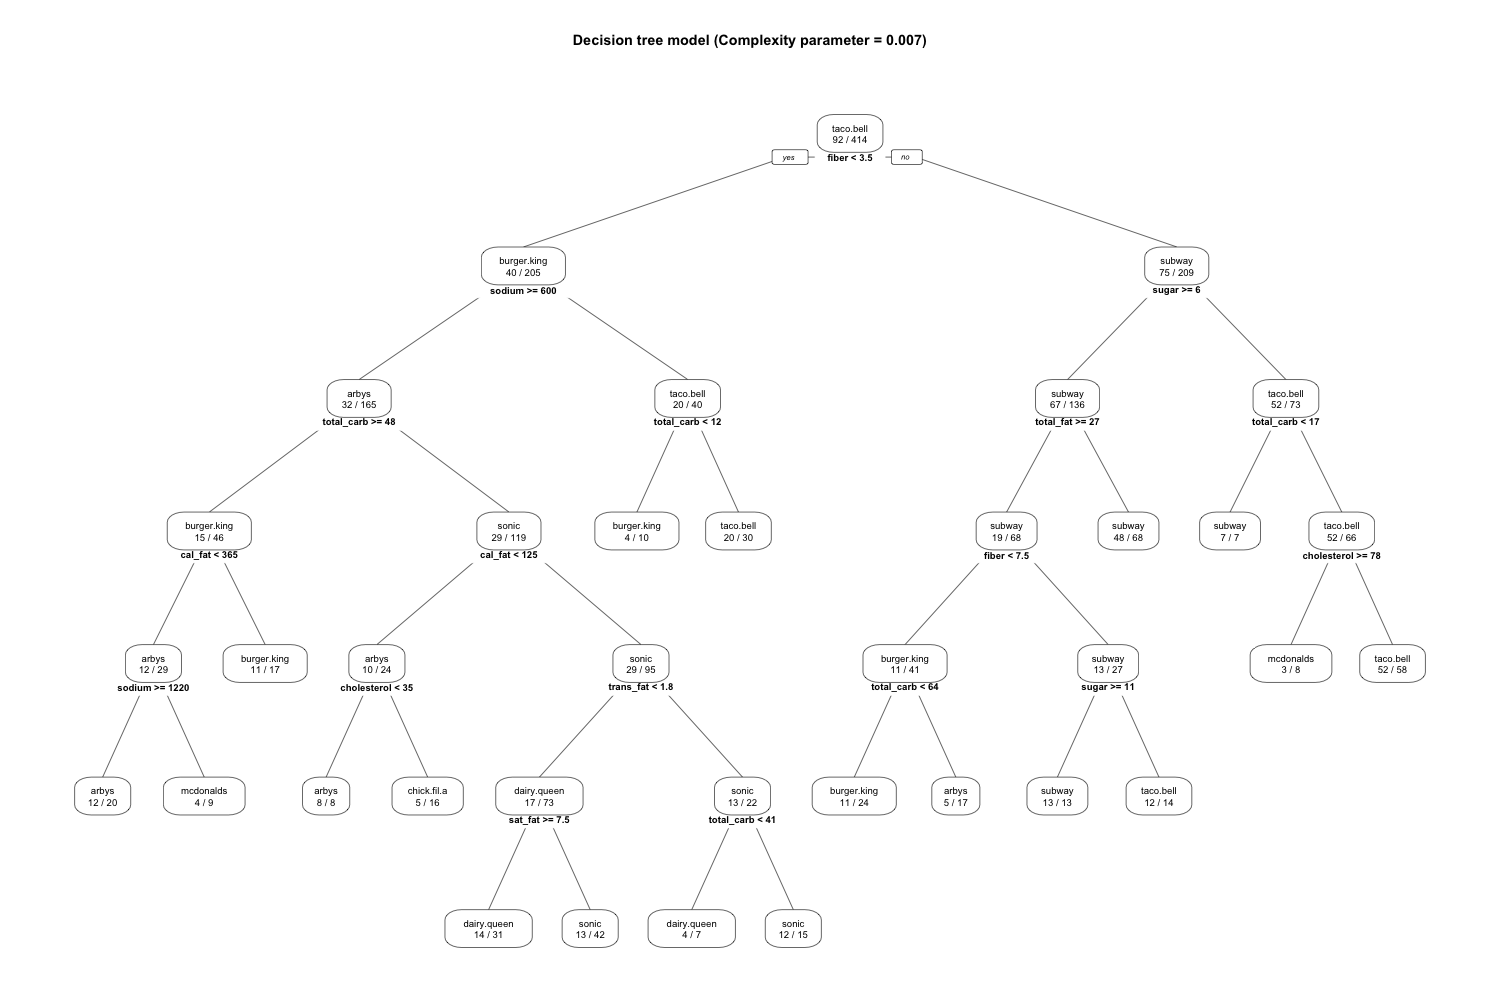 Decision tree model (Complexity parameter = 0.007)
taco.bell
92 / 414
yes
fiber < 3.5
no
burger.king
40 / 205
sodium >= 600
subway
75 / 209
sugar >= 6
arbys
32 / 165
total_carb >= 48
taco.bell
20 / 40
total_carb < 12
subway
67 / 136
total_fat >= 27
taco.bell
52 / 73
total_carb < 17
burger.king
15 / 46
cal_fat < 365
sonic
29 / 119
cal_fat < 125
burger.king
4 / 10
taco.bell
20 / 30
subway
19 / 68
fiber < 7.5
subway
48 / 68
subway
7 / 7
taco.bell
52 / 66
cholesterol >= 78
arbys
12 / 29
sodium >= 1220
burger.king
11 / 17
arbys
10 / 24
cholesterol < 35
sonic
29 / 95
trans_fat < 1.8
burger.king
11 / 41
total_carb < 64
subway
13 / 27
sugar >= 11
mcdonalds
3 / 8
taco.bell
52 / 58
arbys
12 / 20
mcdonalds
4 / 9
arbys
8 / 8
chick.fil.a
5 / 16
dairy.queen
17 / 73
sat_fat >= 7.5
sonic
13 / 22
total_carb < 41
burger.king
11 / 24
arbys
5 / 17
subway
13 / 13
taco.bell
12 / 14
dairy.queen
14 / 31
sonic
13 / 42
dairy.queen
4 / 7
sonic
12 / 15